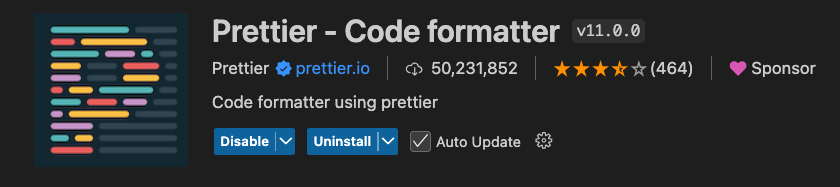 Prettier - Code formatter v11.0.0
Prettier prettier.io 50,231,852 (464) Sponsor
Code formatter using prettier
Disable Uninstall Auto Update